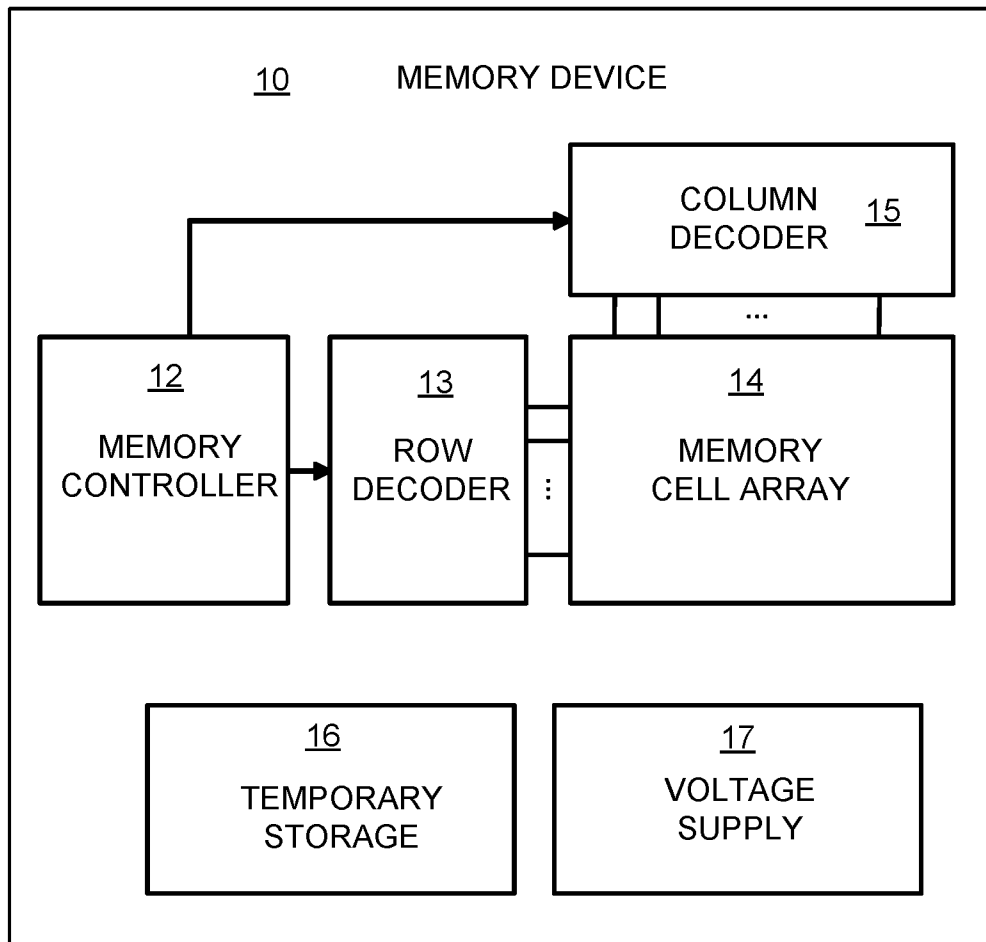 10 MEMORY DEVICE
COLUMN
DECODER 15
...
12
MEMORY
CONTROLLER
13
ROW
DECODER
...
14
MEMORY
CELL ARRAY
16
TEMPORARY
STORAGE
17
VOLTAGE
SUPPLY